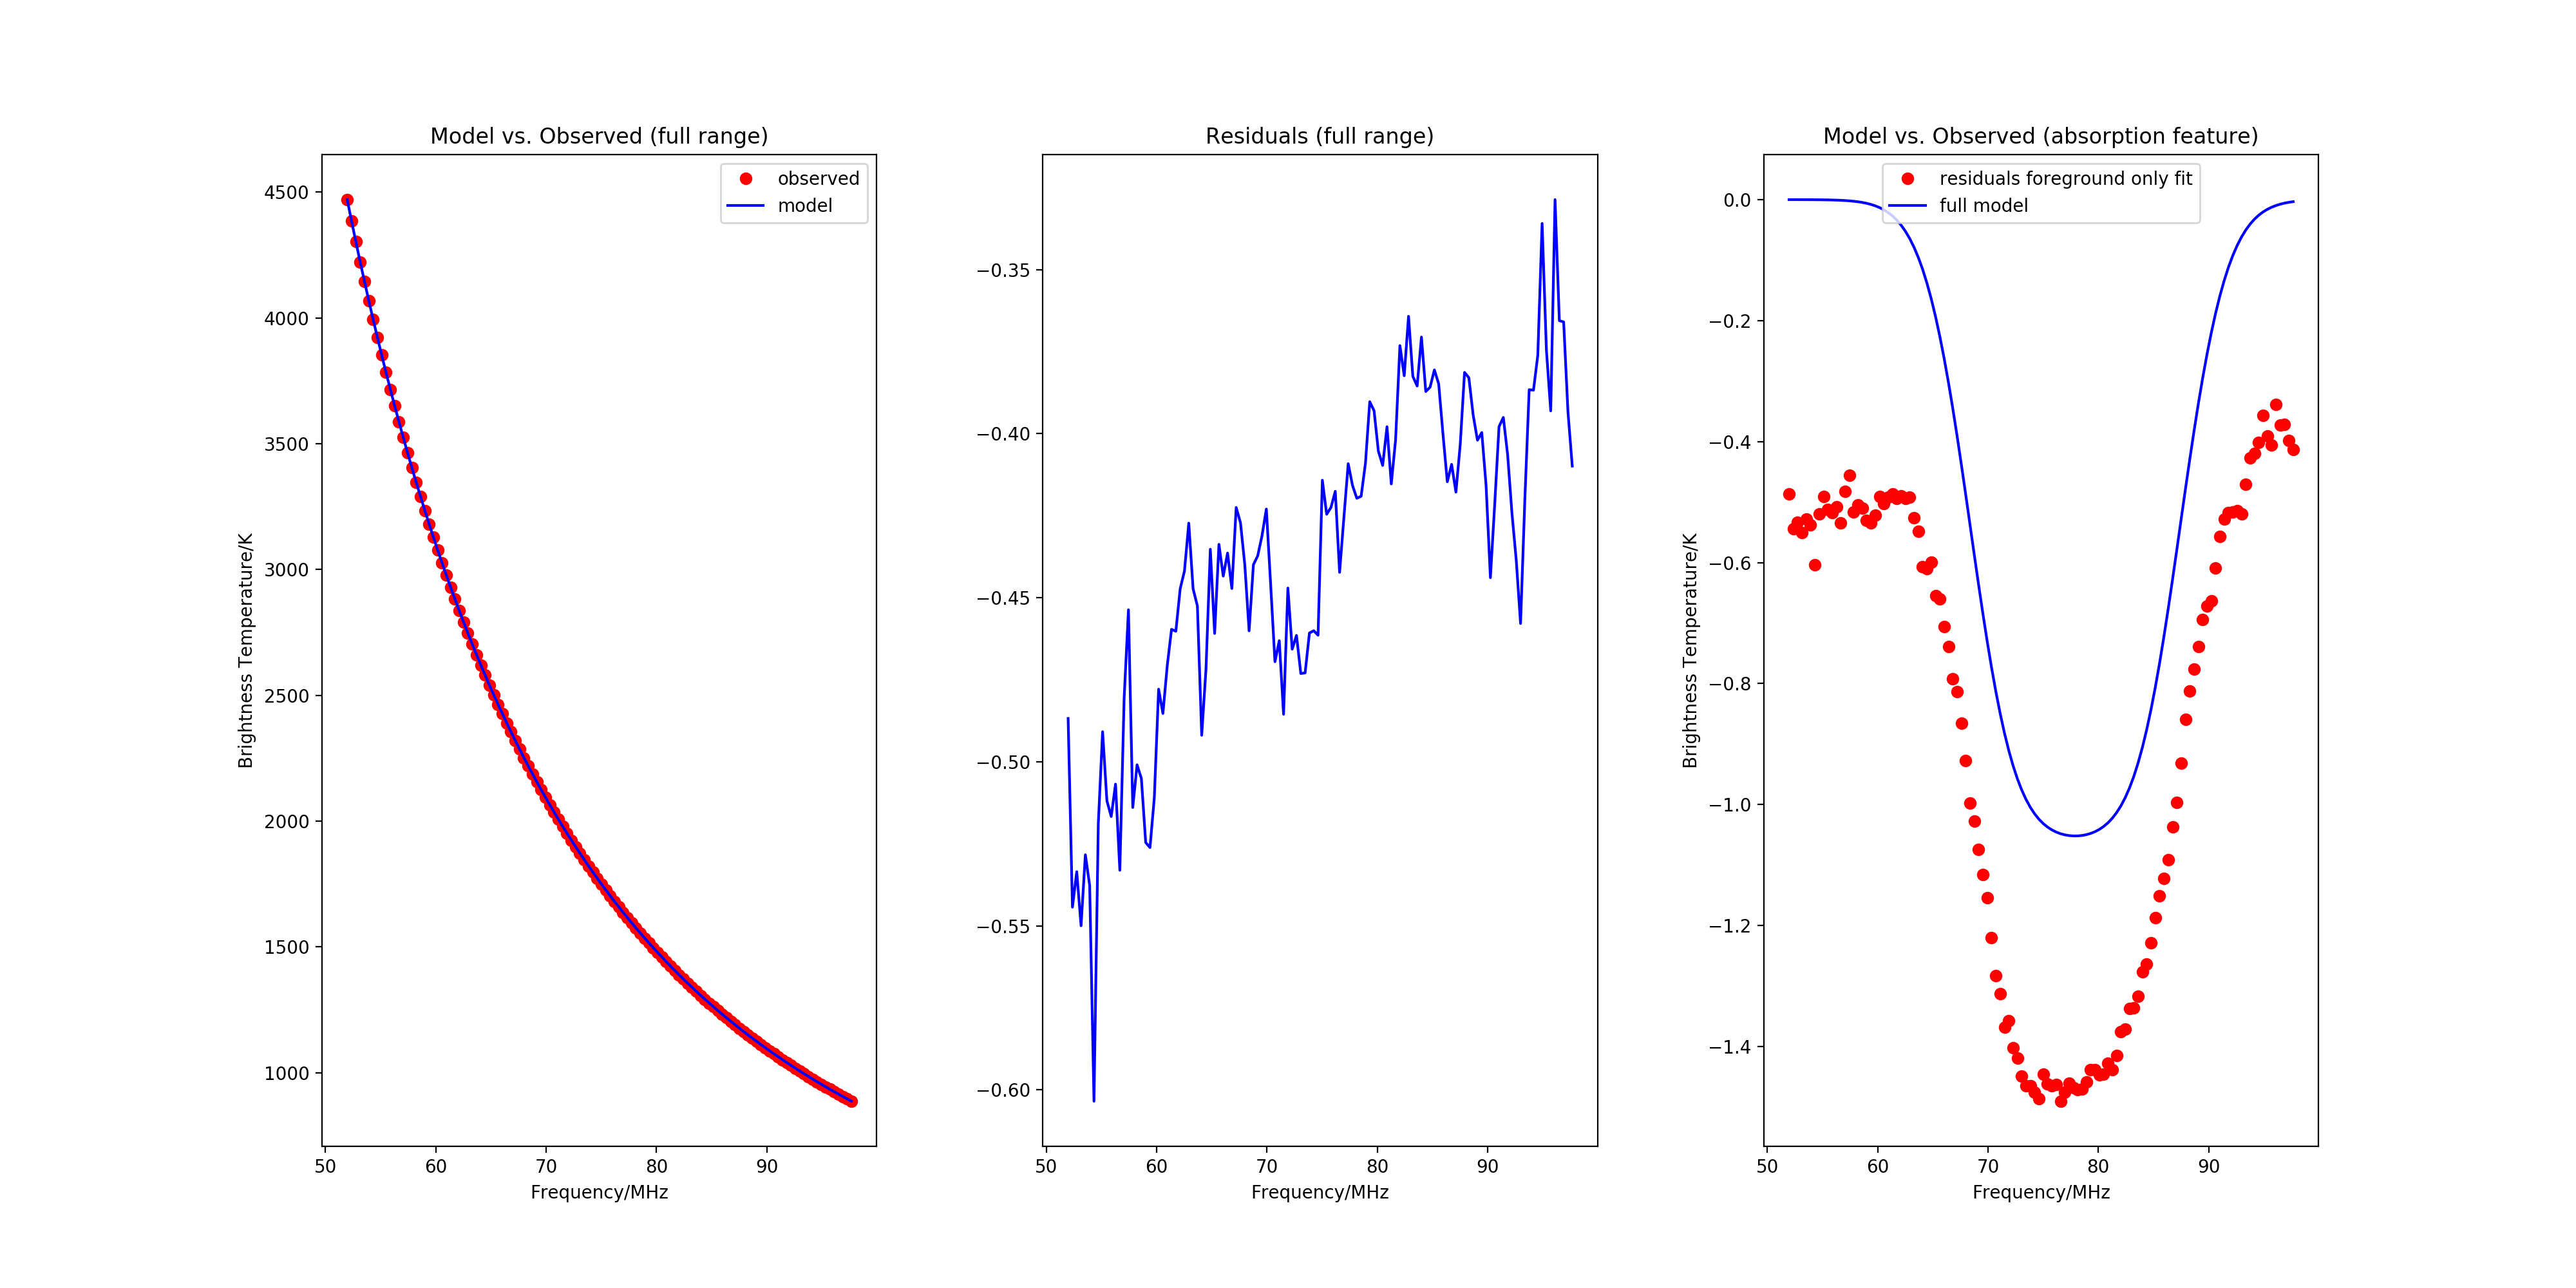 Model vs. Observed (full range)
observed
model
4500
4000
3500
3000
2500
2000
1500
1000
Brightness Temperature/K
50 60 70 80 90
Frequency/MHz
Residuals (full range)
−0.35
−0.40
−0.45
−0.50
−0.55
−0.60
50 60 70 80 90
Frequency/MHz
Model vs. Observed (absorption feature)
residuals foreground only fit
full model
0.0
−0.2
−0.4
−0.6
−0.8
−1.0
−1.2
−1.4
Brightness Temperature/K
50 60 70 80 90
Frequency/MHz